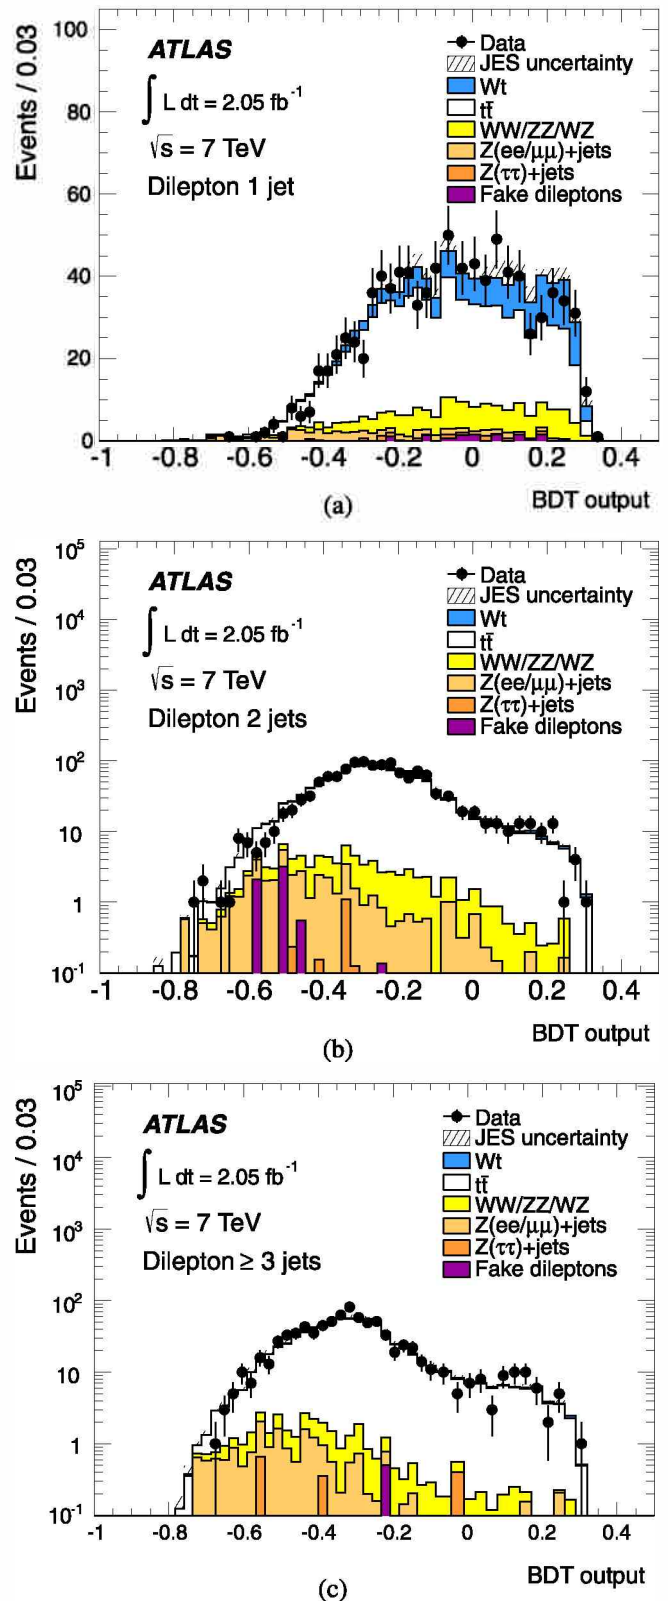 Events / 0.03
100
80
60
40
20
0
ATLAS
∫ L dt = 2.05 fb⁻¹
√s = 7 TeV
Dilepton 1 jet
Data
JES uncertainty
Wt
tt̄
WW/ZZ/WZ
Z(ee/μμ)+jets
Z(ττ)+jets
Fake dileptons
-1 -0.8 -0.6 -0.4 -0.2 0 0.2 0.4
BDT output
(a)
Events / 0.03
10⁵
10⁴
10³
10²
10
1
10⁻¹
ATLAS
∫ L dt = 2.05 fb⁻¹
√s = 7 TeV
Dilepton 2 jets
Data
JES uncertainty
Wt
tt̄
WW/ZZ/WZ
Z(ee/μμ)+jets
Z(ττ)+jets
Fake dileptons
-1 -0.8 -0.6 -0.4 -0.2 0 0.2 0.4
BDT output
(b)
Events / 0.03
10⁵
10⁴
10³
10²
10
1
10⁻¹
ATLAS
∫ L dt = 2.05 fb⁻¹
√s = 7 TeV
Dilepton ≥ 3 jets
Data
JES uncertainty
Wt
tt̄
WW/ZZ/WZ
Z(ee/μμ)+jets
Z(ττ)+jets
Fake dileptons
-1 -0.8 -0.6 -0.4 -0.2 0 0.2 0.4
BDT output
(c)